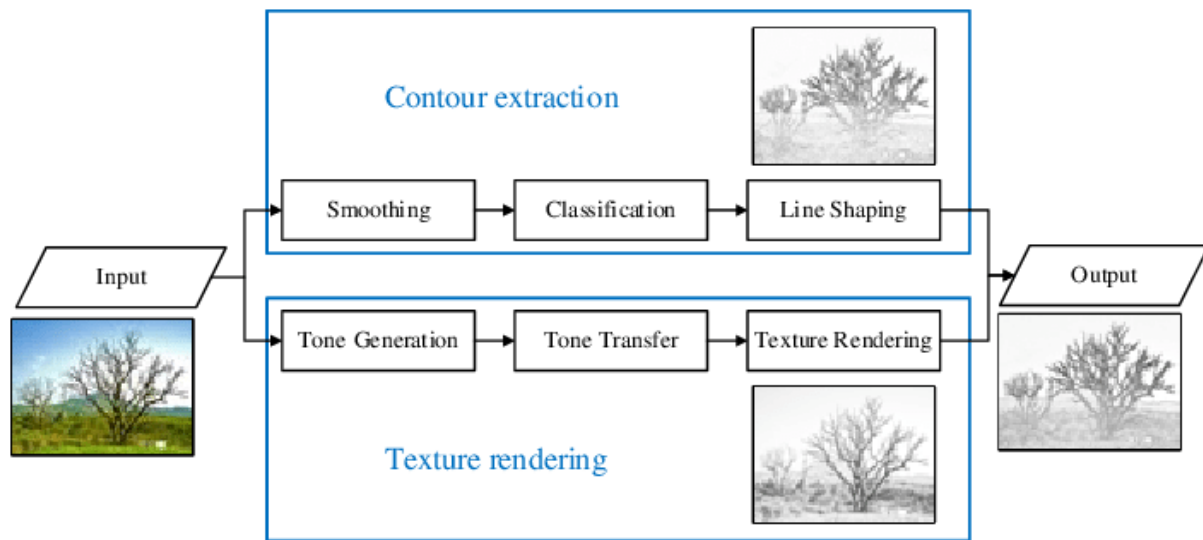 Contour extraction
Smoothing
Classification
Line Shaping
Input
Output
Tone Generation
Tone Transfer
Texture Rendering
Texture rendering